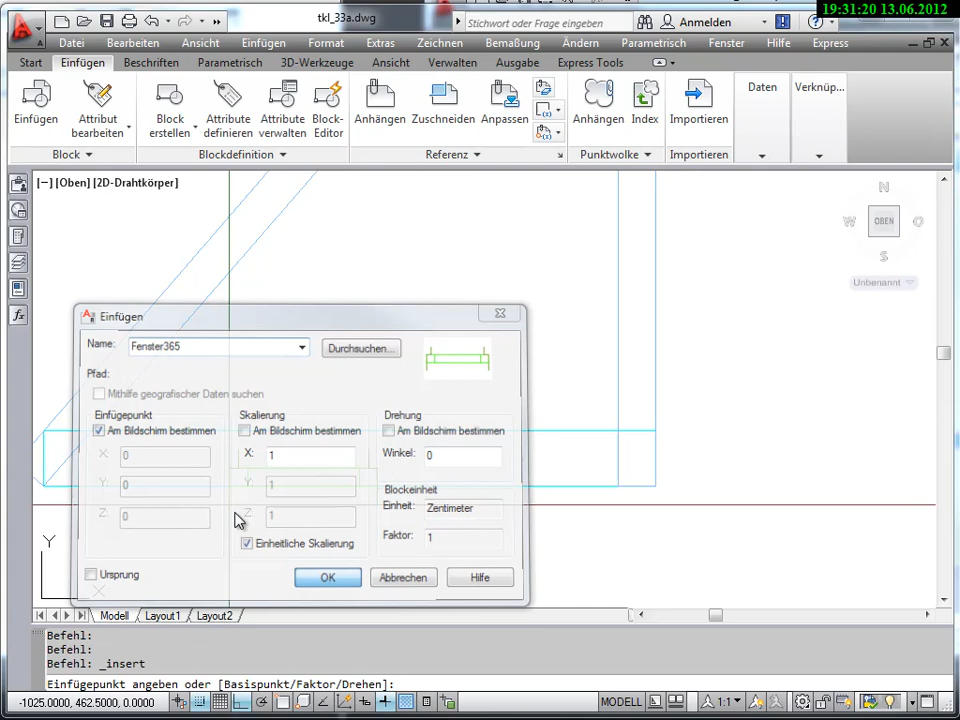 19:31:20 13.06.2012
tkl_33a.dwg
Stichwort oder Frage eingeben
Anmelden
Datei Bearbeiten Ansicht Einfügen Format Extras Zeichnen Bemaßung Ändern Parametrisch Fenster Hilfe Express
Start Einfügen Beschriften Parametrisch 3D-Werkzeuge Ansicht Verwalten Ausgabe Express Tools
Einfügen
Attribut
bearbeiten
Block
erstellen
Attribute
definieren
Attribute
verwalten
Block-
Editor
Anhängen Zuschneiden Anpassen
Anhängen Index
Importieren
Daten
Verknüp...
Block Blockdefinition Referenz Punktwolke Importieren
[−] [Oben] [2D-Drahtkörper]
N
W OBEN O
S
Unbenannt
Einfügen
Name: Fenster365 Durchsuchen...
Pfad:
Mithilfe geografischer Daten suchen
Einfügepunkt Skalierung Drehung
Am Bildschirm bestimmen Am Bildschirm bestimmen Am Bildschirm bestimmen
X: 0 X: 1 Winkel: 0
Y: 0 Y: 1
Blockeinheit
Z: 0 Z: 1 Einheit: Zentimeter
Einheitliche Skalierung Faktor: 1
Ursprung OK Abbrechen Hilfe
Y
X
Modell Layout1 Layout2
Befehl:
Befehl:
Befehl: _insert
Einfügepunkt angeben oder [Basispunkt/Faktor/Drehen]:
-1025.0000, 462.5000, 0.0000
MODELL
1:1